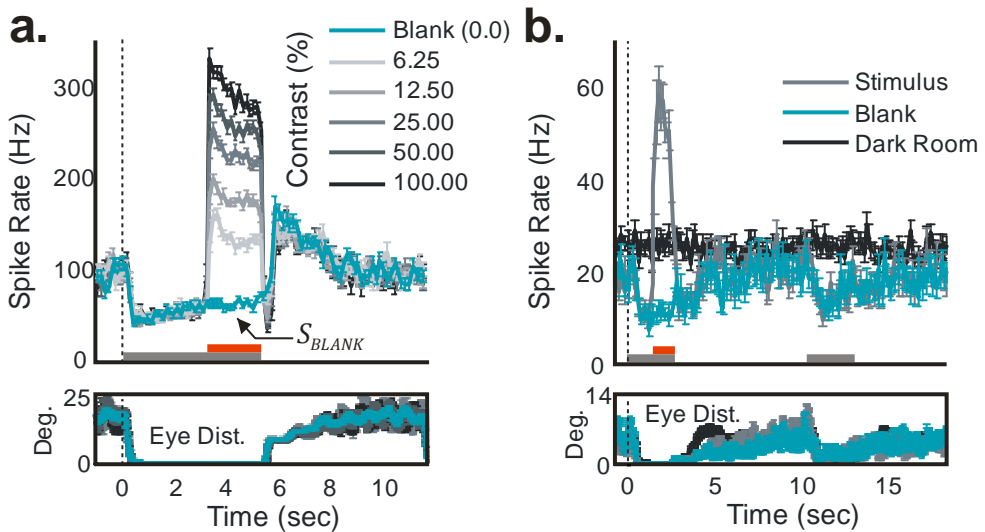 a.
Spike Rate (Hz)
300
200
100
0
Contrast (%)
Blank (0.0)
6.25
12.50
25.00
50.00
100.00
S_BLANK
Deg.
25
0
Eye Dist.
0 2 4 6 8 10
Time (sec)
b.
Spike Rate (Hz)
60
40
20
0
Stimulus
Blank
Dark Room
Deg.
14
0
Eye Dist.
0 5 10 15
Time (sec)